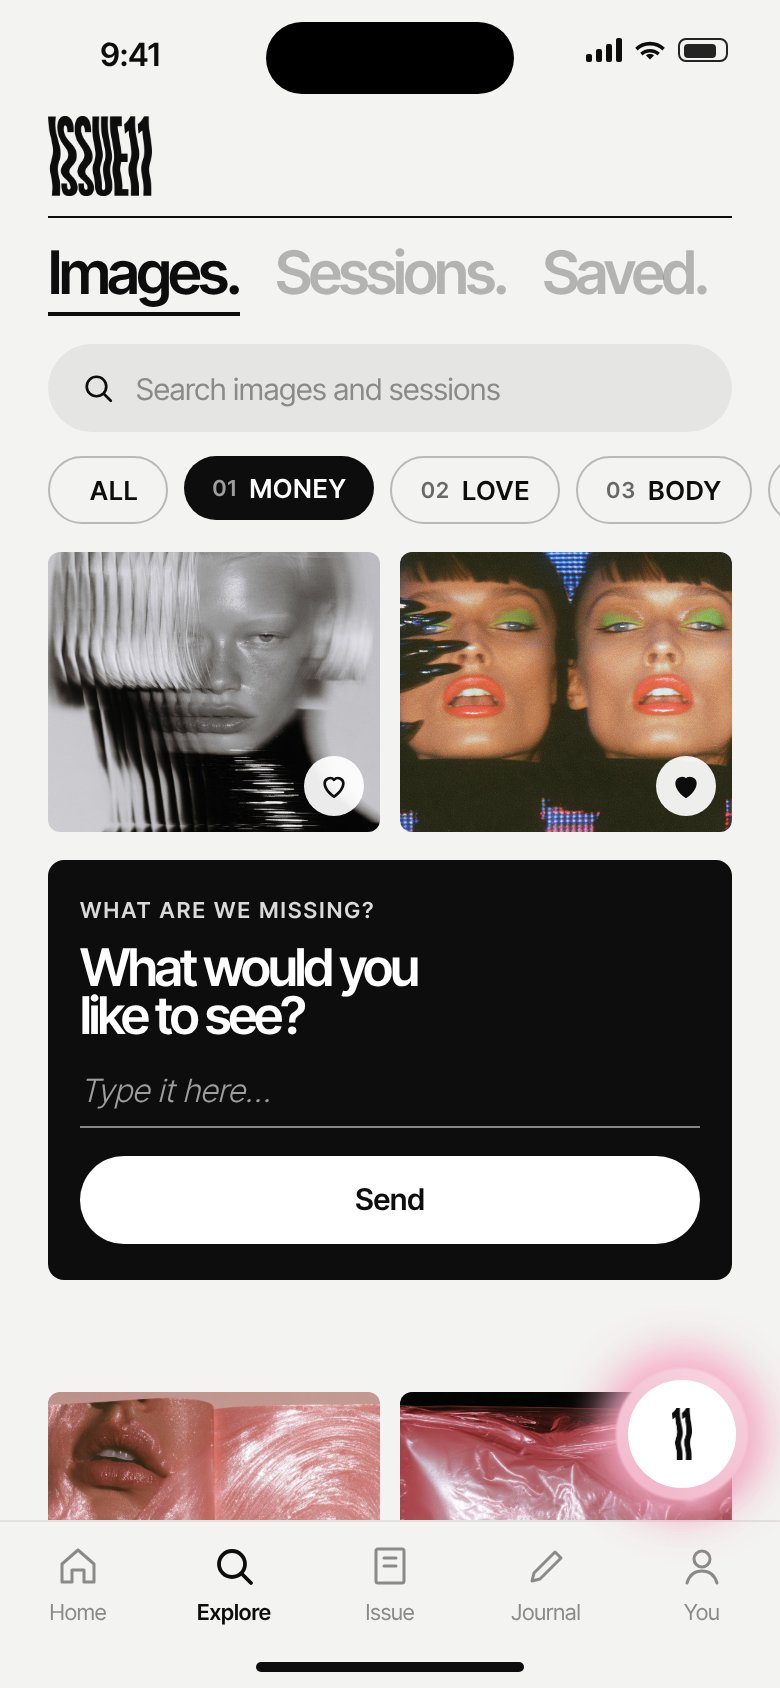 9:41
ISSUE11
Images. Sessions. Saved.
Search images and sessions
ALL 01 MONEY 02 LOVE 03 BODY
WHAT ARE WE MISSING?
What would you
like to see?
Type it here...
Send
11
Home Explore Issue Journal You